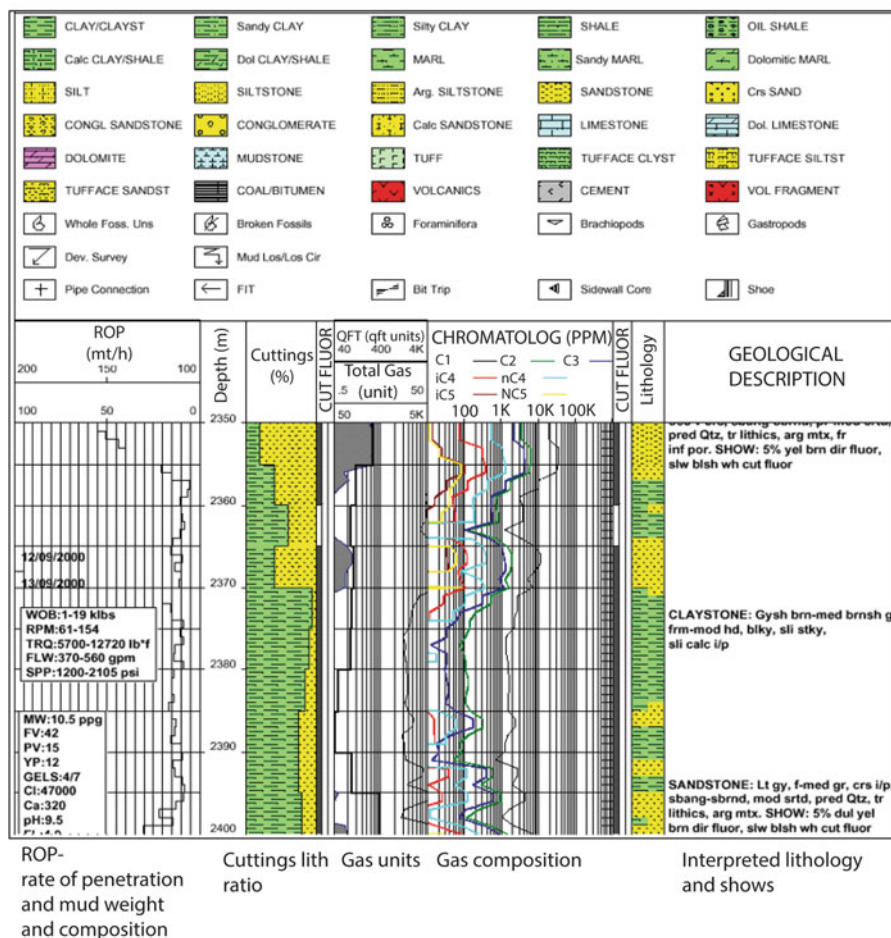 CLAY/CLAYST Sandy CLAY Silty CLAY SHALE OIL SHALE
Calc CLAY/SHALE Dol CLAY/SHALE MARL Sandy MARL Dolomitic MARL
SILT SILTSTONE Arg. SILTSTONE SANDSTONE Crs SAND
CONGL SANDSTONE CONGLOMERATE Calc SANDSTONE LIMESTONE Dol. LIMESTONE
DOLOMITE MUDSTONE TUFF TUFFACE CLYST TUFFACE SILTST
TUFFACE SANDST COAL/BITUMEN VOLCANICS CEMENT VOL FRAGMENT
Whole Foss. Uns Broken Fossils Foraminifera Brachiopods Gastropods
Dev. Survey Mud Los/Los Cir
Pipe Connection FIT Bit Trip Sidewall Core Shoe
ROP
(mt/h)
200 100
150
100 50 0
Depth (m)
Cuttings
(%)
CUT FLUOR
QFT (qft units)
40 400 4K
Total Gas
(unit)
.5 50
50 5K
CHROMATOLOG (PPM)
C1 C2 C3
iC4 nC4
iC5 NC5
100 1K 10K 100K
CUT FLUOR
Lithology
GEOLOGICAL
DESCRIPTION
2350
2360
2370
2380
2390
2400
12/09/2000
13/09/2000
WOB:1-19 klbs
RPM:61-154
TRQ:5700-12720 lb*f
FLW:370-560 gpm
SPP:1200-2105 psi
MW:10.5 ppg
FV:42
PV:15
YP:12
GELS:4/7
Cl:47000
Ca:320
pH:9.5
pred Qtz, tr lithics, arg mtx, fr
inf por. SHOW: 5% yel brn dir fluor,
slw blsh wh cut fluor
CLAYSTONE: Gysh brn-med brnsh g
frm-mod hd, blky, sli stky,
sli calc i/p
SANDSTONE: Lt gy, f-med gr, crs i/p
sbang-sbrnd, mod srtd, pred Qtz, tr
lithics, arg mtx. SHOW: 5% dul yel
brn dir fluor, slw blsh wh cut fluor
ROP-
rate of penetration
and mud weight
and composition
Cuttings lith
ratio
Gas units
Gas composition
Interpreted lithology
and shows